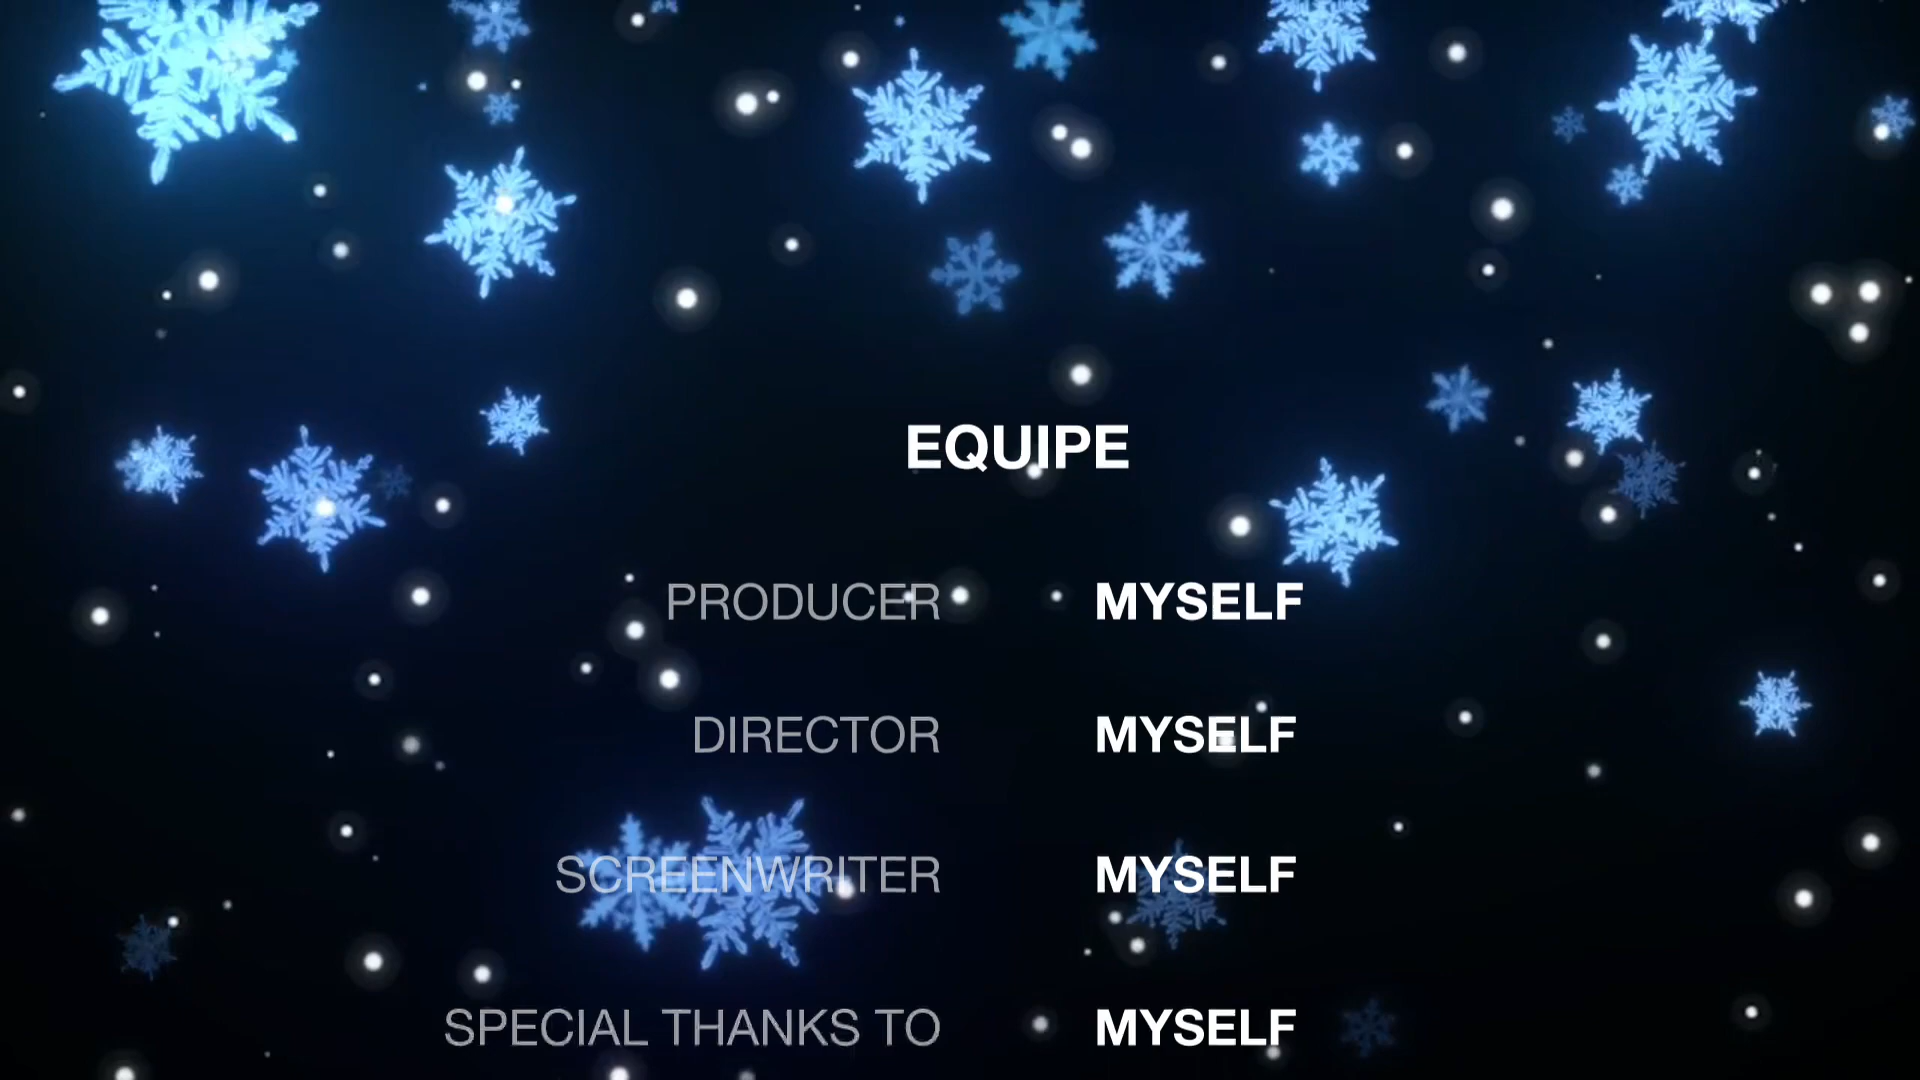 EQUIPE
PRODUCER MYSELF
DIRECTOR MYSELF
SCREENWRITER MYSELF
SPECIAL THANKS TO MYSELF